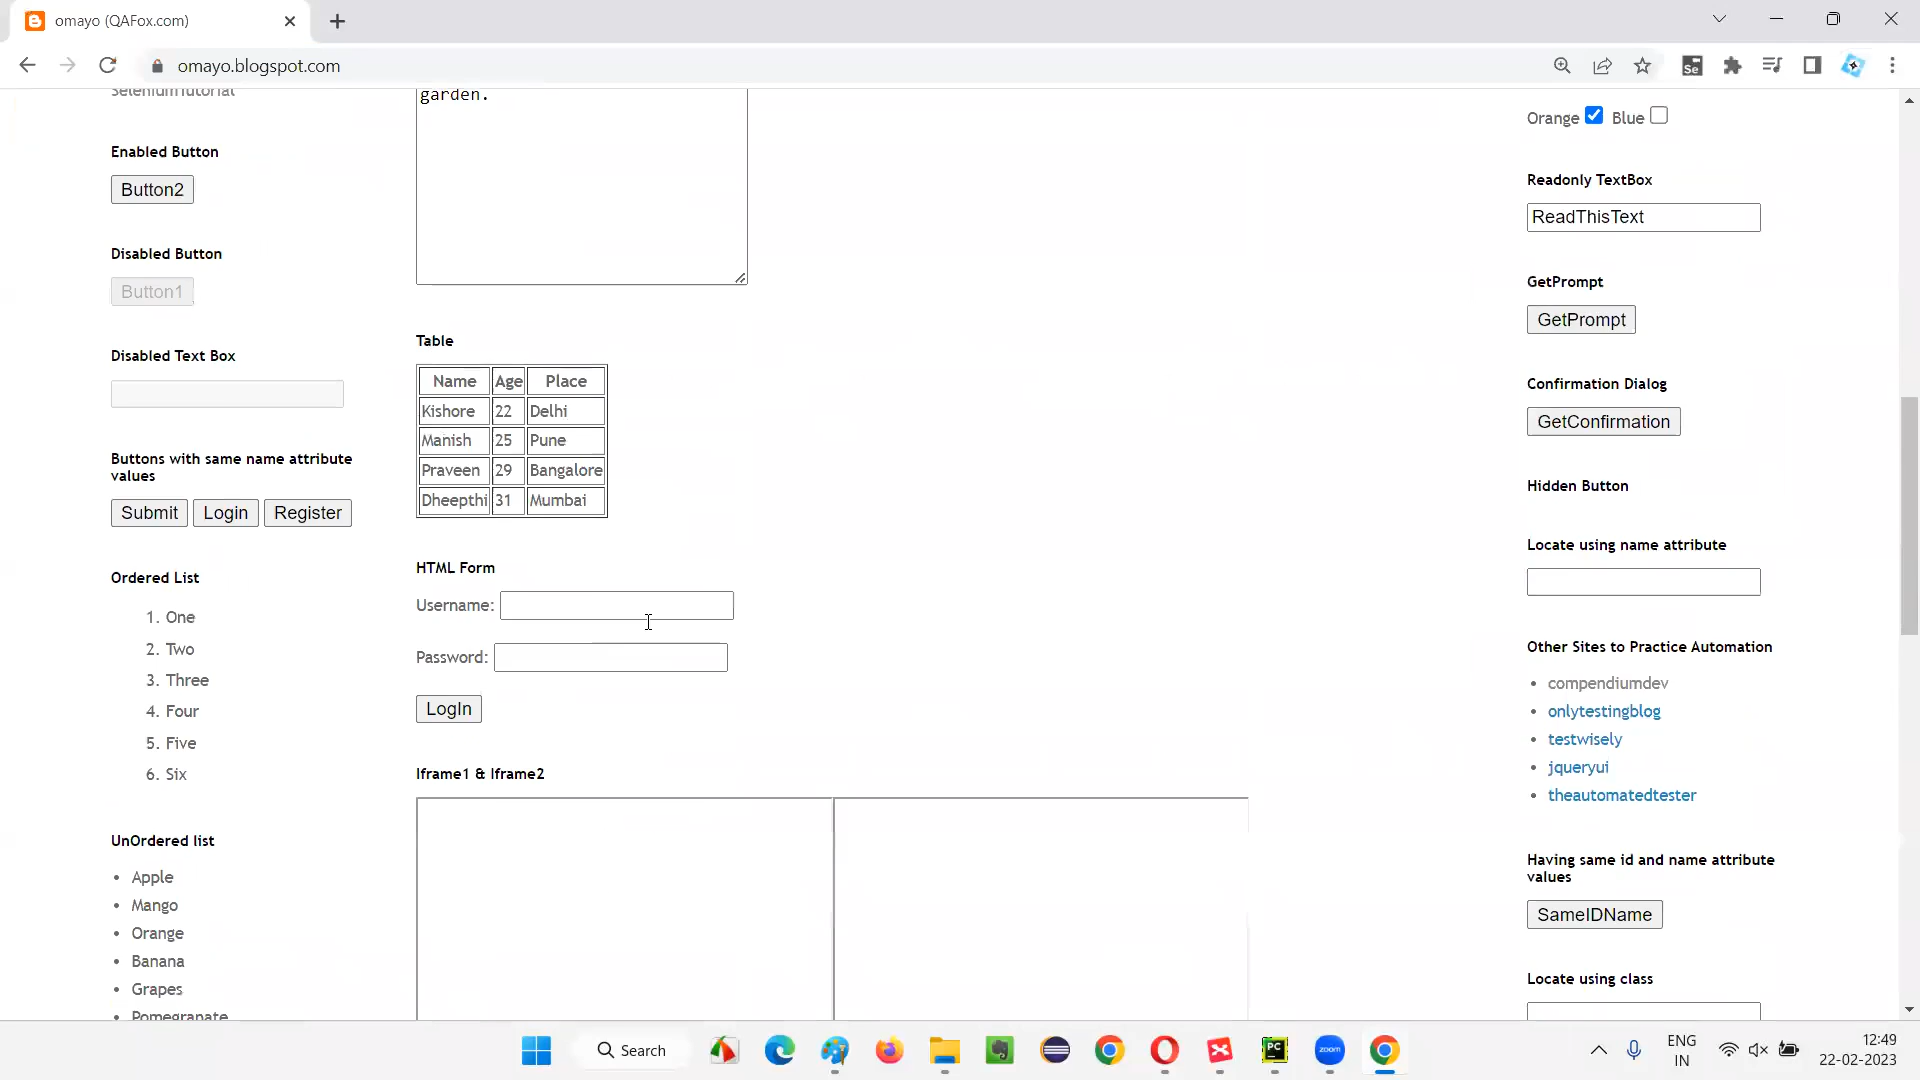 omayo (QAFox.com)
omayo.blogspot.com
SeleniumTutorial
Enabled Button
Button2
Disabled Button
Button1
Disabled Text Box
Buttons with same name attribute
values
Submit Login Register
Ordered List
1. One
2. Two
3. Three
4. Four
5. Five
6. Six
UnOrdered list
• Apple
• Mango
• Orange
• Banana
• Grapes
• Pomegranate
garden.
Table
Name Age Place
Kishore 22 Delhi
Manish 25 Pune
Praveen 29 Bangalore
Dheepthi 31 Mumbai
HTML Form
Username:
Password:
LogIn
Iframe1 & Iframe2
Orange Blue
Readonly TextBox
ReadThisText
GetPrompt
GetPrompt
Confirmation Dialog
GetConfirmation
Hidden Button
Locate using name attribute
Other Sites to Practice Automation
• compendiumdev
• onlytestingblog
• testwisely
• jqueryui
• theautomatedtester
Having same id and name attribute
values
SameIDName
Locate using class
Search
Se
PC
zoom
ENG
IN
12:49
22-02-2023